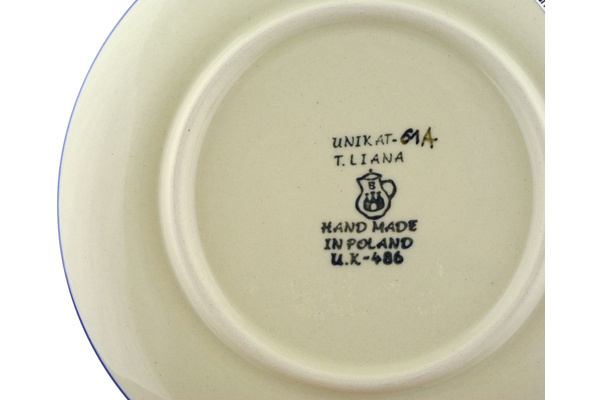 UNIKAT-61A
T.LIANA
B
HAND MADE
IN POLAND
U.K-486